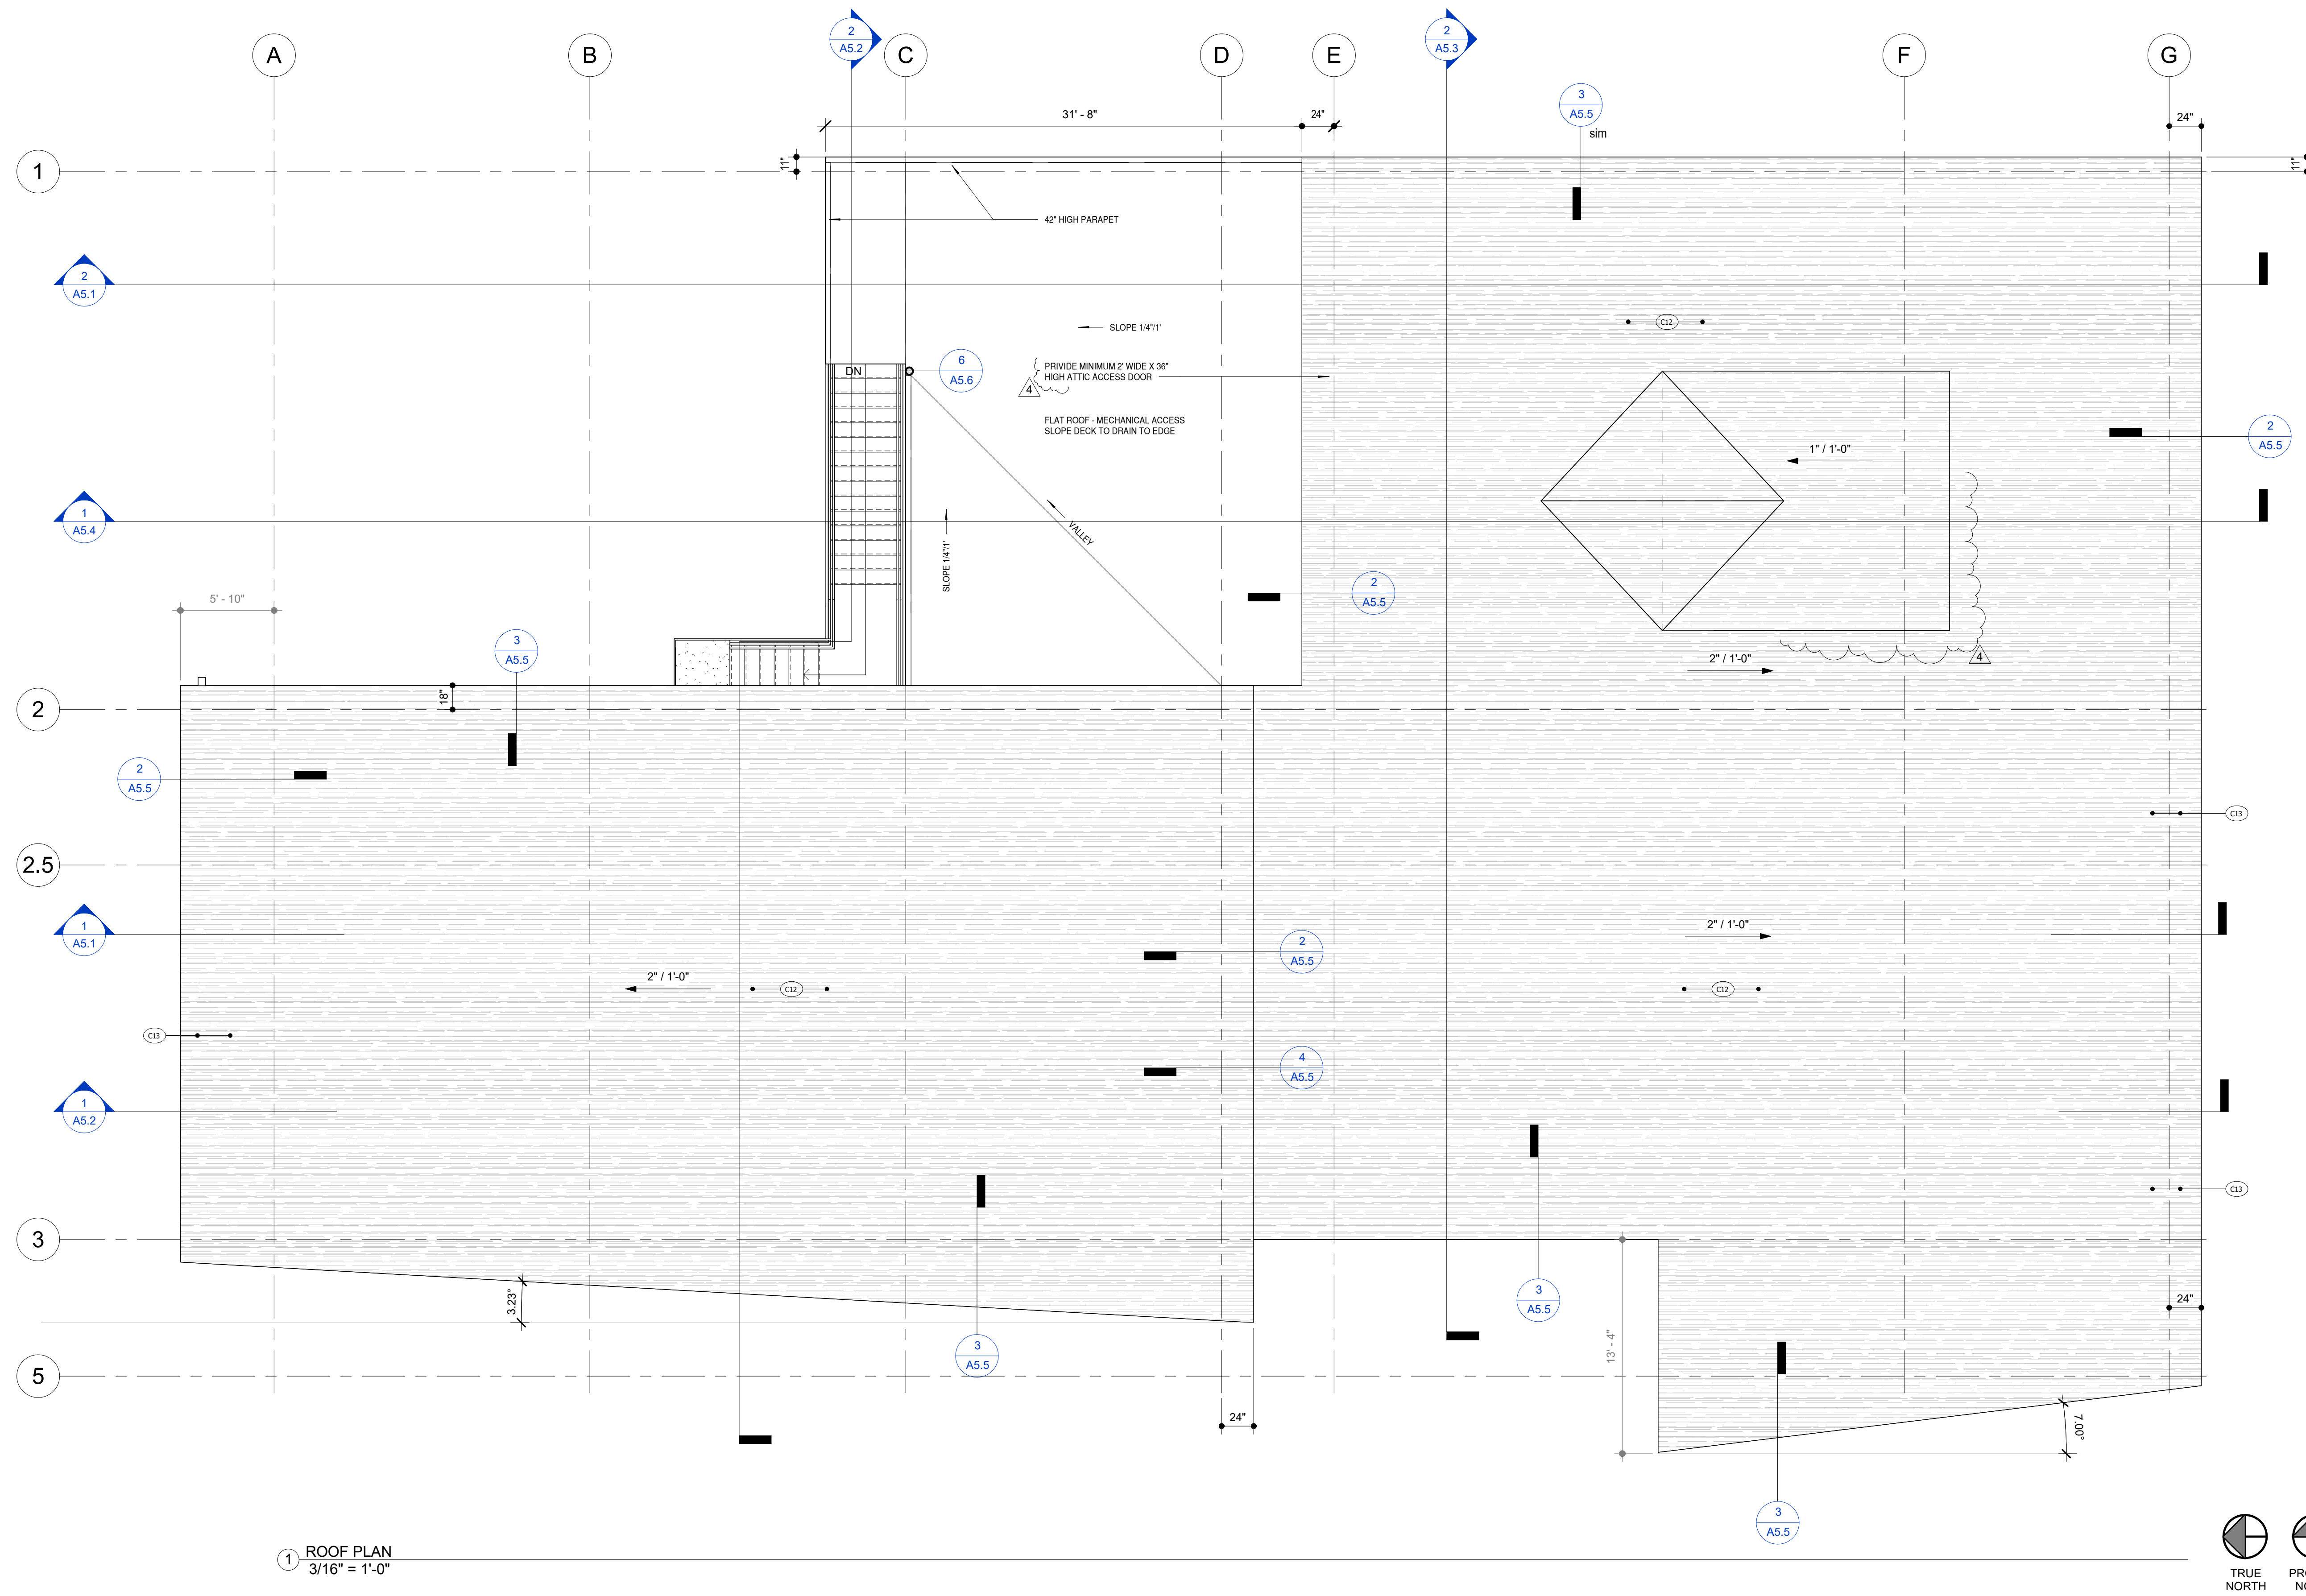 2
A5.2
2
A5.3
A
B
C
D
E
F
G
3
A5.5
sim
31' - 8"
24"
24"
11"
11"
1
42" HIGH PARAPET
2
A5.1
SLOPE 1/4"/1'
C12
PRIVIDE MINIMUM 2' WIDE X 36"
HIGH ATTIC ACCESS DOOR
4
DN
6
A5.6
FLAT ROOF - MECHANICAL ACCESS
SLOPE DECK TO DRAIN TO EDGE
1" / 1'-0"
2
A5.5
1
A5.4
VALLEY
SLOPE 1/4"/1'
2
A5.5
5' - 10"
3
A5.5
2" / 1'-0"
4
18"
2
2
A5.5
C13
2.5
1
A5.1
2" / 1'-0"
2
A5.5
2" / 1'-0"
C12
C12
C13
4
A5.5
1
A5.2
C13
3
3.23°
3
A5.5
24"
13' - 4"
3
A5.5
5
24"
7.00°
3
A5.5
1
ROOF PLAN
3/16" = 1'-0"
TRUE
NORTH